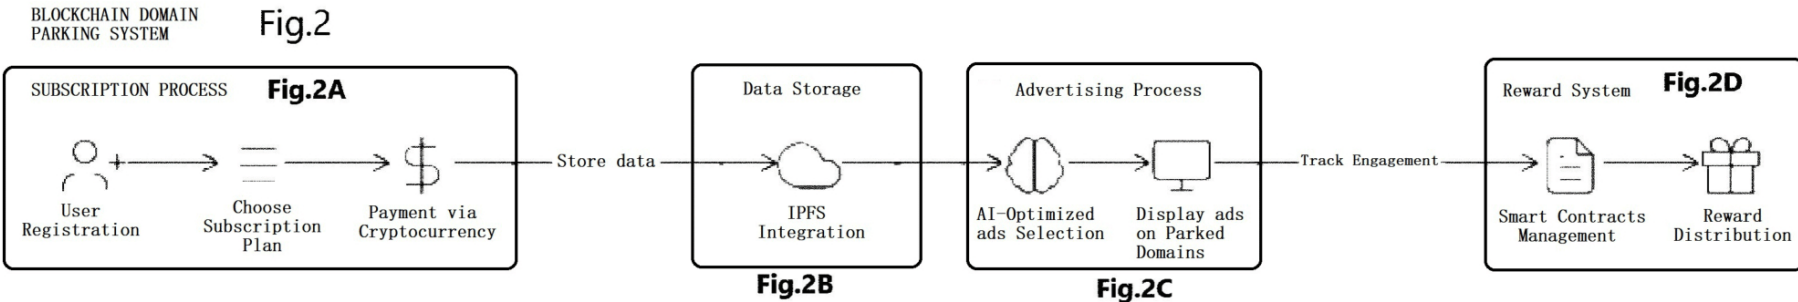 BLOCKCHAIN DOMAIN
PARKING SYSTEM
Fig.2
SUBSCRIPTION PROCESS
Fig.2A
User
Registration
Choose
Subscription
Plan
Payment via
Cryptocurrency
Store data
Data Storage
IPFS
Integration
Fig.2B
Advertising Process
AI-Optimized
ads Selection
Display ads
on Parked
Domains
Fig.2C
Track Engagement
Reward System
Fig.2D
Smart Contracts
Management
Reward
Distribution